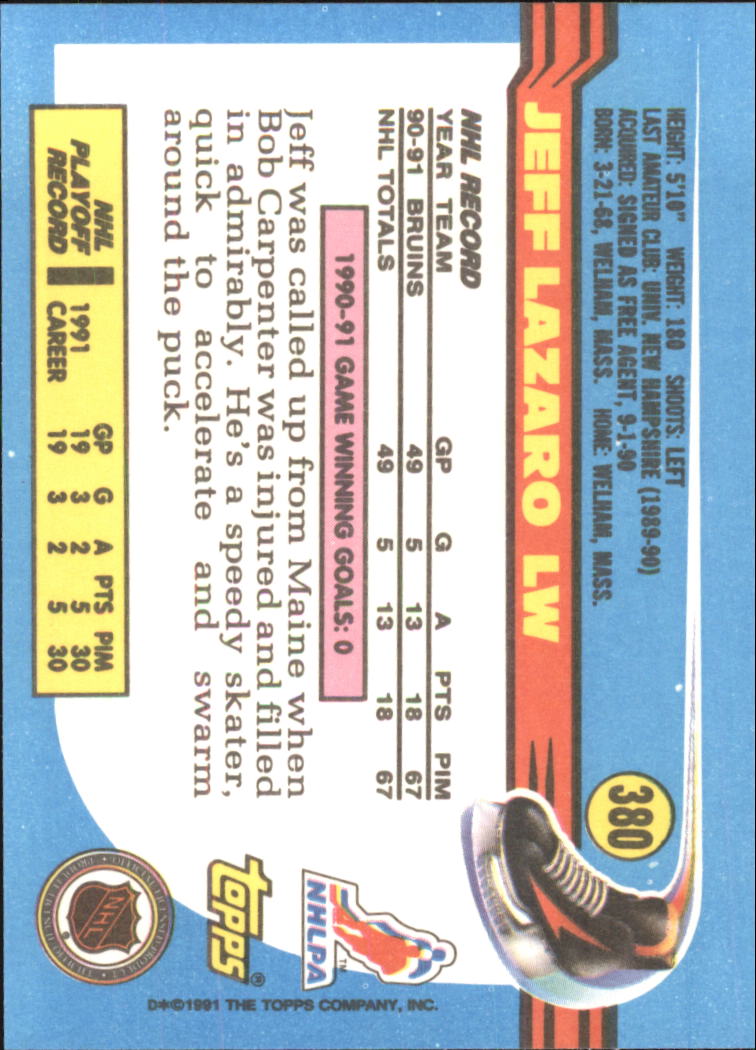 380
HEIGHT: 5'10" WEIGHT: 160 SHOOTS: LEFT
LAST AMATEUR CLUB: UNIV. NEW HAMPSHIRE (1989-90)
ACQUIRED: SIGNED AS FREE AGENT, 9-1-90
BORN: 3-21-68, WELHAM, MASS. HOME: WELHAM, MASS.
JEFF LAZARO LW
NHL RECORD
YEAR TEAM GP G A PTS PIM
90-91 BRUINS 49 5 13 18 67
NHL TOTALS 49 5 13 18 67
1990-91 GAME WINNING GOALS: 0
Jeff was called up from Maine when
Bob Carpenter was injured and filled
in admirably. He's a speedy skater,
quick to accelerate and swarm
around the puck.
NHL PLAYOFF RECORD
GP G A PTS PIM
1991 19 3 2 5 30
CAREER 19 3 2 5 30
NHLPA™
TOPPS®
NHL®
D*©1991 THE TOPPS COMPANY, INC.